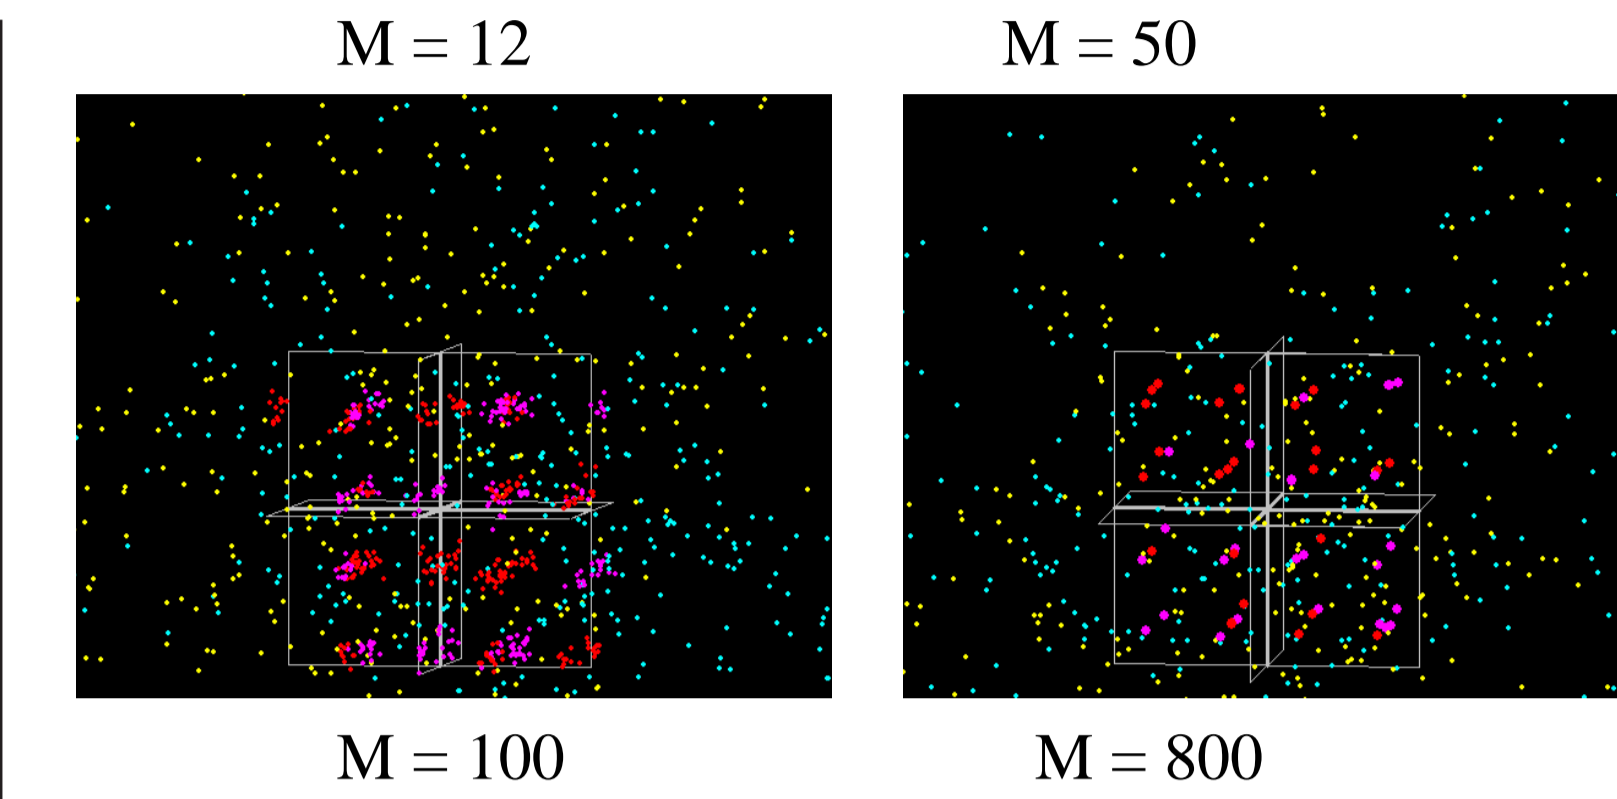 M = 12
M = 50
M = 100
M = 800